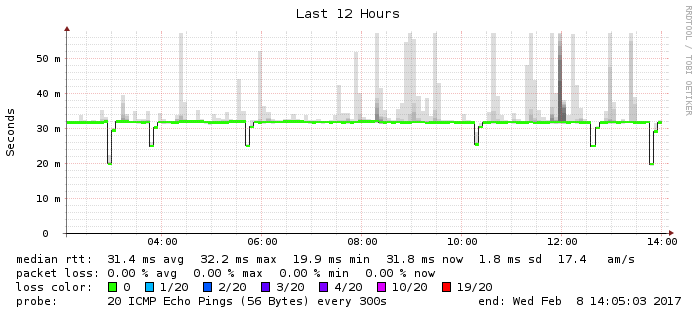 Last 12 Hours
RRDTOOL / TOBI OETIKER
Seconds
50 m
40 m
30 m
20 m
10 m
0
04:00 06:00 08:00 10:00 12:00 14:00
median rtt: 31.4 ms avg 32.2 ms max 19.9 ms min 31.8 ms now 1.8 ms sd 17.4 am/s
packet loss: 0.00 % avg 0.00 % max 0.00 % min 0.00 % now
loss color: 0 1/20 2/20 3/20 4/20 10/20 19/20
probe: 20 ICMP Echo Pings (56 Bytes) every 300s end: Wed Feb 8 14:05:03 2017